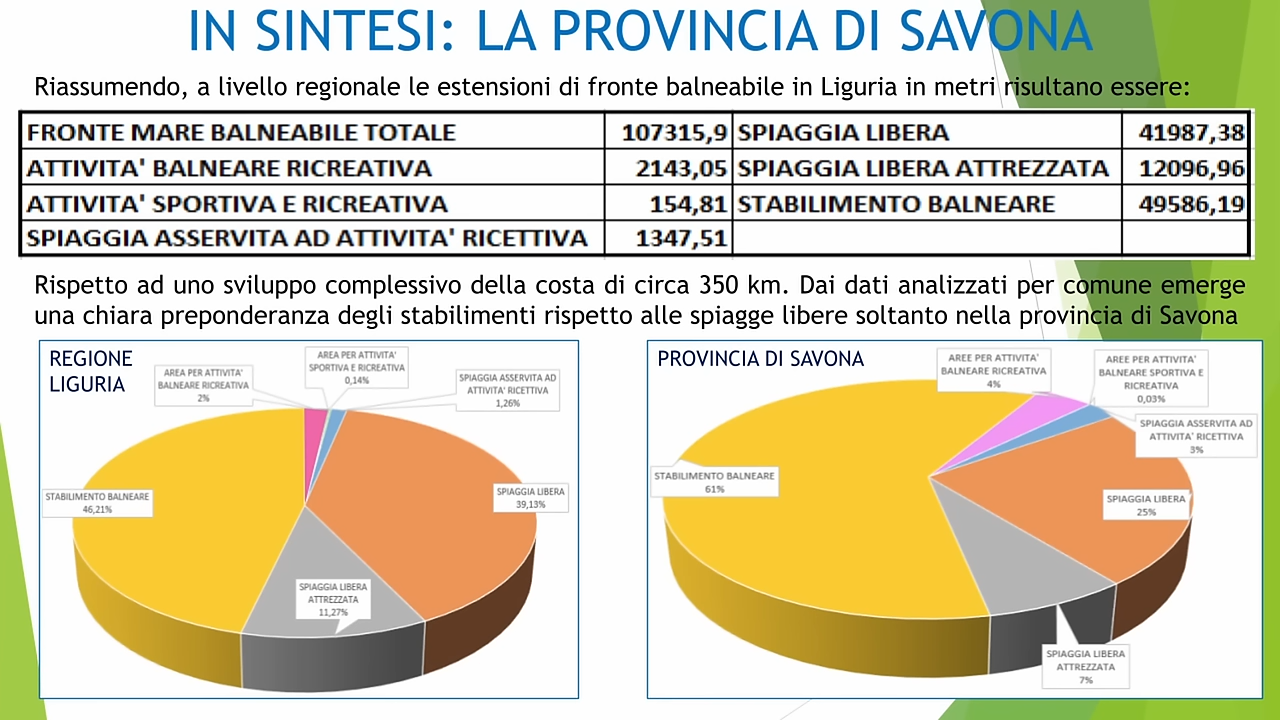 IN SINTESI: LA PROVINCIA DI SAVONA
Riassumendo, a livello regionale le estensioni di fronte balneabile in Liguria in metri risultano essere:
FRONTE MARE BALNEABILE TOTALE 107315,9 SPIAGGIA LIBERA 41987,38
ATTIVITA' BALNEARE RICREATIVA 2143,05 SPIAGGIA LIBERA ATTREZZATA 12096,96
ATTIVITA' SPORTIVA E RICREATIVA 154,81 STABILIMENTO BALNEARE 49586,19
SPIAGGIA ASSERVITA AD ATTIVITA' RICETTIVA 1347,51
Rispetto ad uno sviluppo complessivo della costa di circa 350 km. Dai dati analizzati per comune emerge
una chiara preponderanza degli stabilimenti rispetto alle spiagge libere soltanto nella provincia di Savona
REGIONE
LIGURIA
AREA PER ATTIVITA'
BALNEARE RICREATIVA
2%
AREA PER ATTIVITA'
SPORTIVA E RICREATIVA
0,14%
SPIAGGIA ASSERVITA AD
ATTIVITA' RICETTIVA
1,26%
STABILIMENTO BALNEARE
46,21%
SPIAGGIA LIBERA
39,13%
SPIAGGIA LIBERA
ATTREZZATA
11,27%
PROVINCIA DI SAVONA
AREE PER ATTIVITA'
BALNEARE RICREATIVA
4%
AREE PER ATTIVITA'
BALNEARE SPORTIVA E
RICREATIVA
0,03%
SPIAGGIA ASSERVITA AD
ATTIVITA' RICETTIVA
3%
STABILIMENTO BALNEARE
61%
SPIAGGIA LIBERA
25%
SPIAGGIA LIBERA
ATTREZZATA
7%